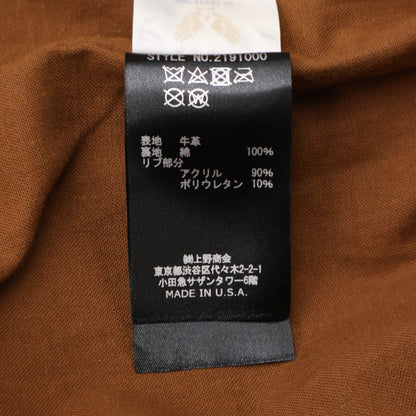 STYLE NO.2191000
表地 牛革
裏地 綿 100%
リブ部分
アクリル 90%
ポリウレタン 10%
㈱上野商会
東京都渋谷区代々木2-2-1
小田急サザンタワー6階
MADE IN U.S.A.